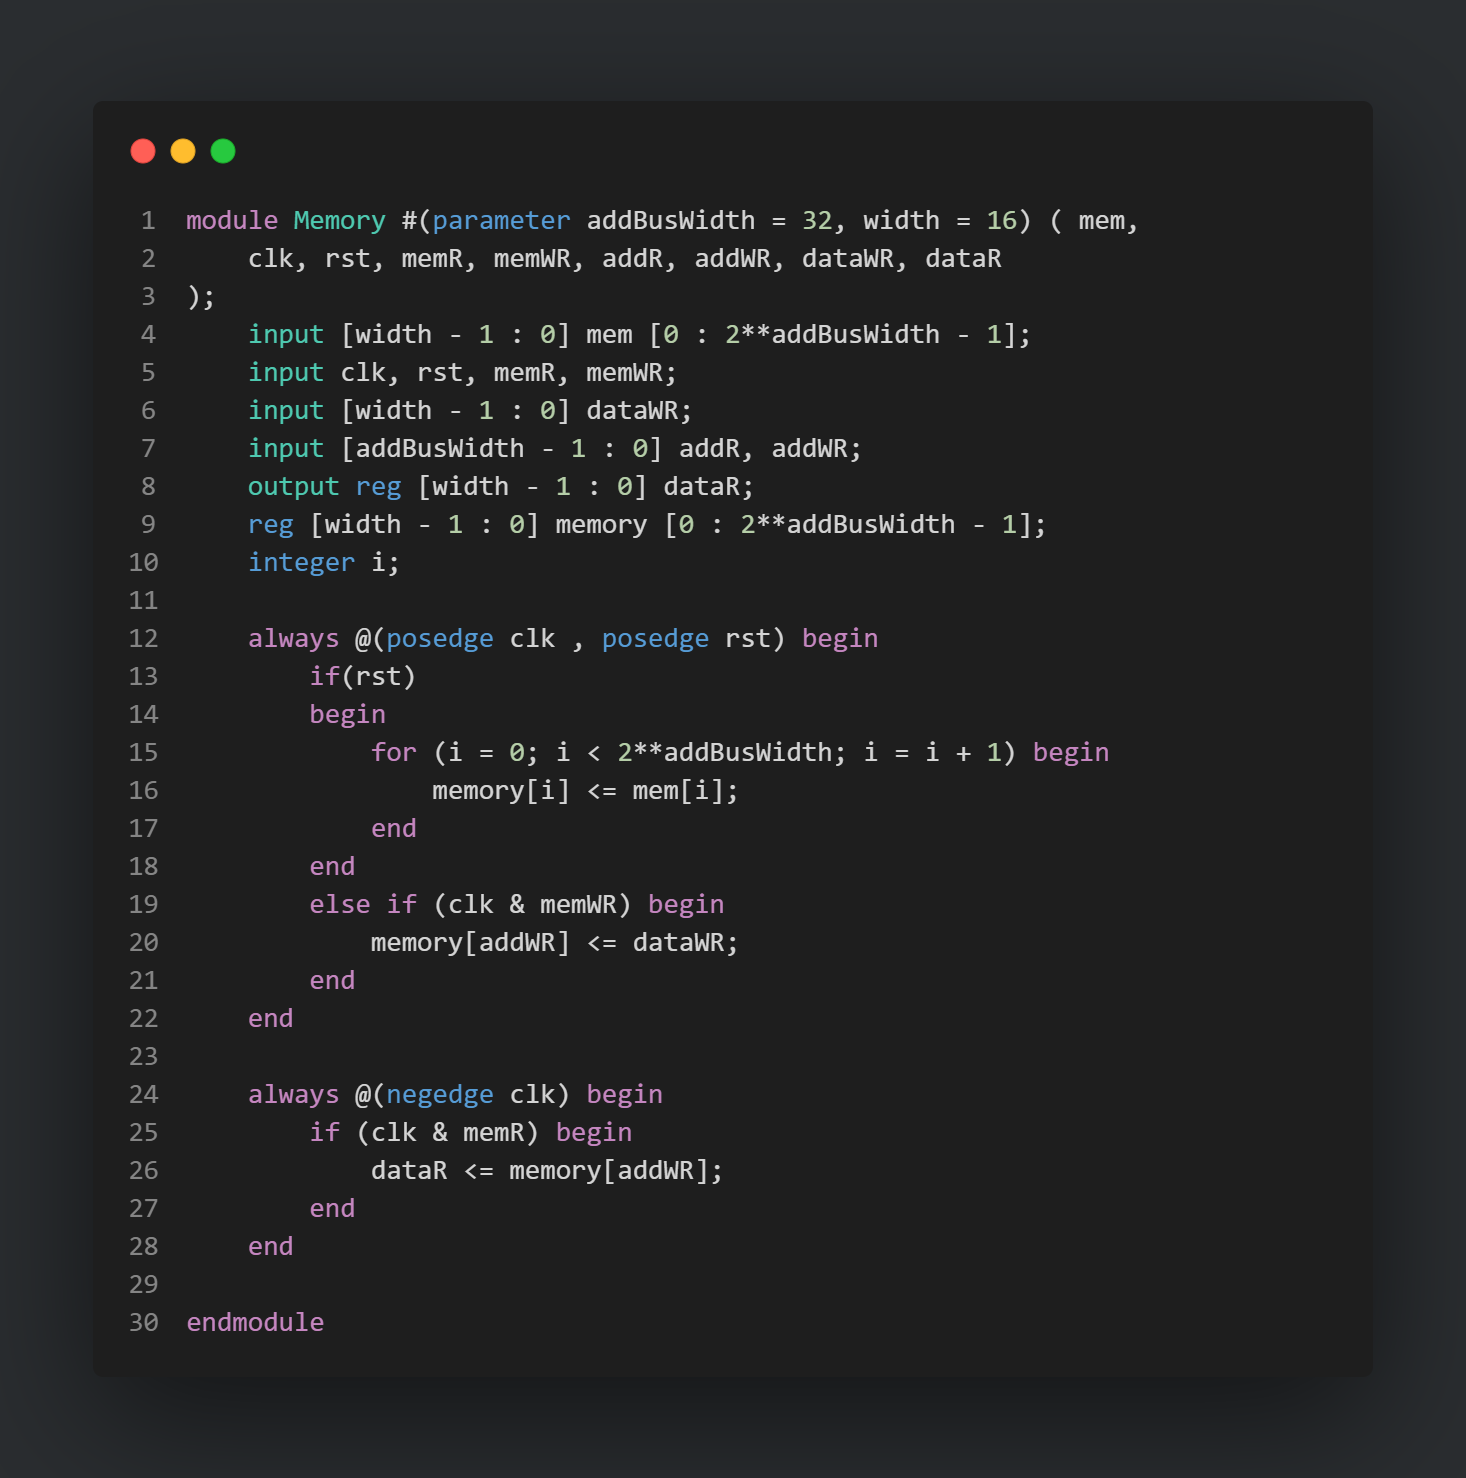 1 module Memory #(parameter addBusWidth = 32, width = 16) ( mem,
2     clk, rst, memR, memWR, addR, addWR, dataWR, dataR
3 );
4     input [width - 1 : 0] mem [0 : 2**addBusWidth - 1];
5     input clk, rst, memR, memWR;
6     input [width - 1 : 0] dataWR;
7     input [addBusWidth - 1 : 0] addR, addWR;
8     output reg [width - 1 : 0] dataR;
9     reg [width - 1 : 0] memory [0 : 2**addBusWidth - 1];
10     integer i;
11
12     always @(posedge clk , posedge rst) begin
13         if(rst)
14         begin
15             for (i = 0; i < 2**addBusWidth; i = i + 1) begin
16                 memory[i] <= mem[i];
17             end
18         end
19         else if (clk & memWR) begin
20             memory[addWR] <= dataWR;
21         end
22     end
23
24     always @(negedge clk) begin
25         if (clk & memR) begin
26             dataR <= memory[addWR];
27         end
28     end
29
30 endmodule